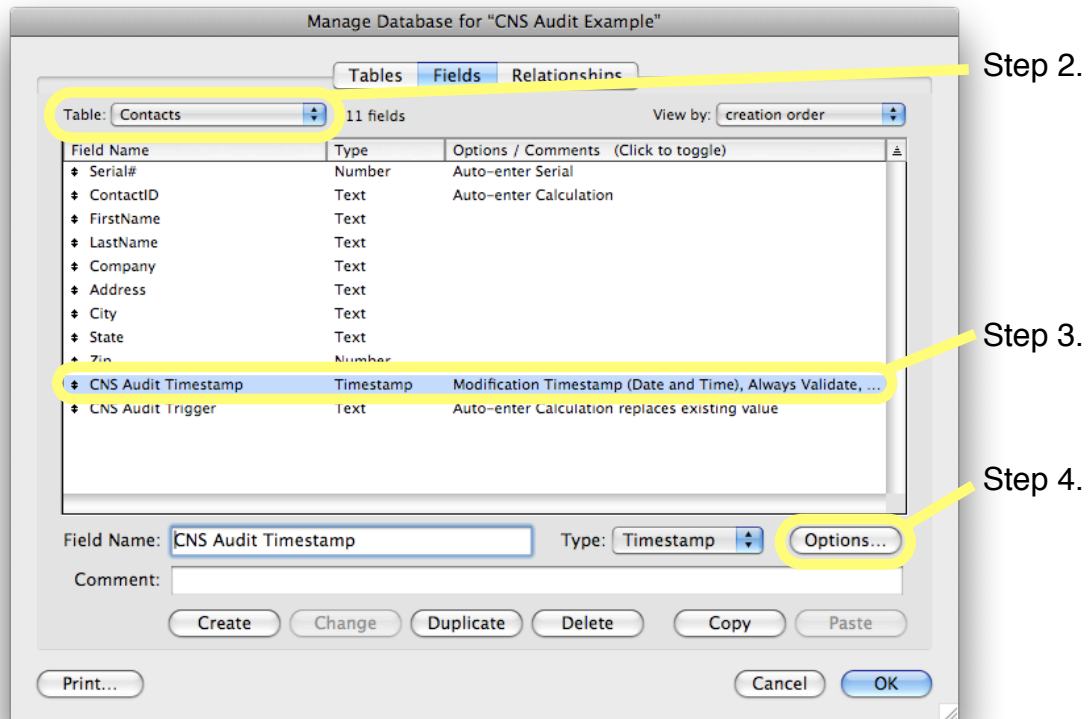 Manage Database for “CNS Audit Example”
Tables Fields Relationships
Step 2.
Table: Contacts 11 fields View by: creation order
Field Name Type Options / Comments (Click to toggle)
Serial# Number Auto-enter Serial
ContactID Text Auto-enter Calculation
FirstName Text
LastName Text
Company Text
Address Text
City Text
State Text
Step 3.
Zip Number
CNS Audit Timestamp Timestamp Modification Timestamp (Date and Time), Always Validate, ...
CNS Audit Trigger Text Auto-enter Calculation replaces existing value
Step 4.
Field Name: CNS Audit Timestamp Type: Timestamp Options...
Comment:
Create Change Duplicate Delete Copy Paste
Print... Cancel OK